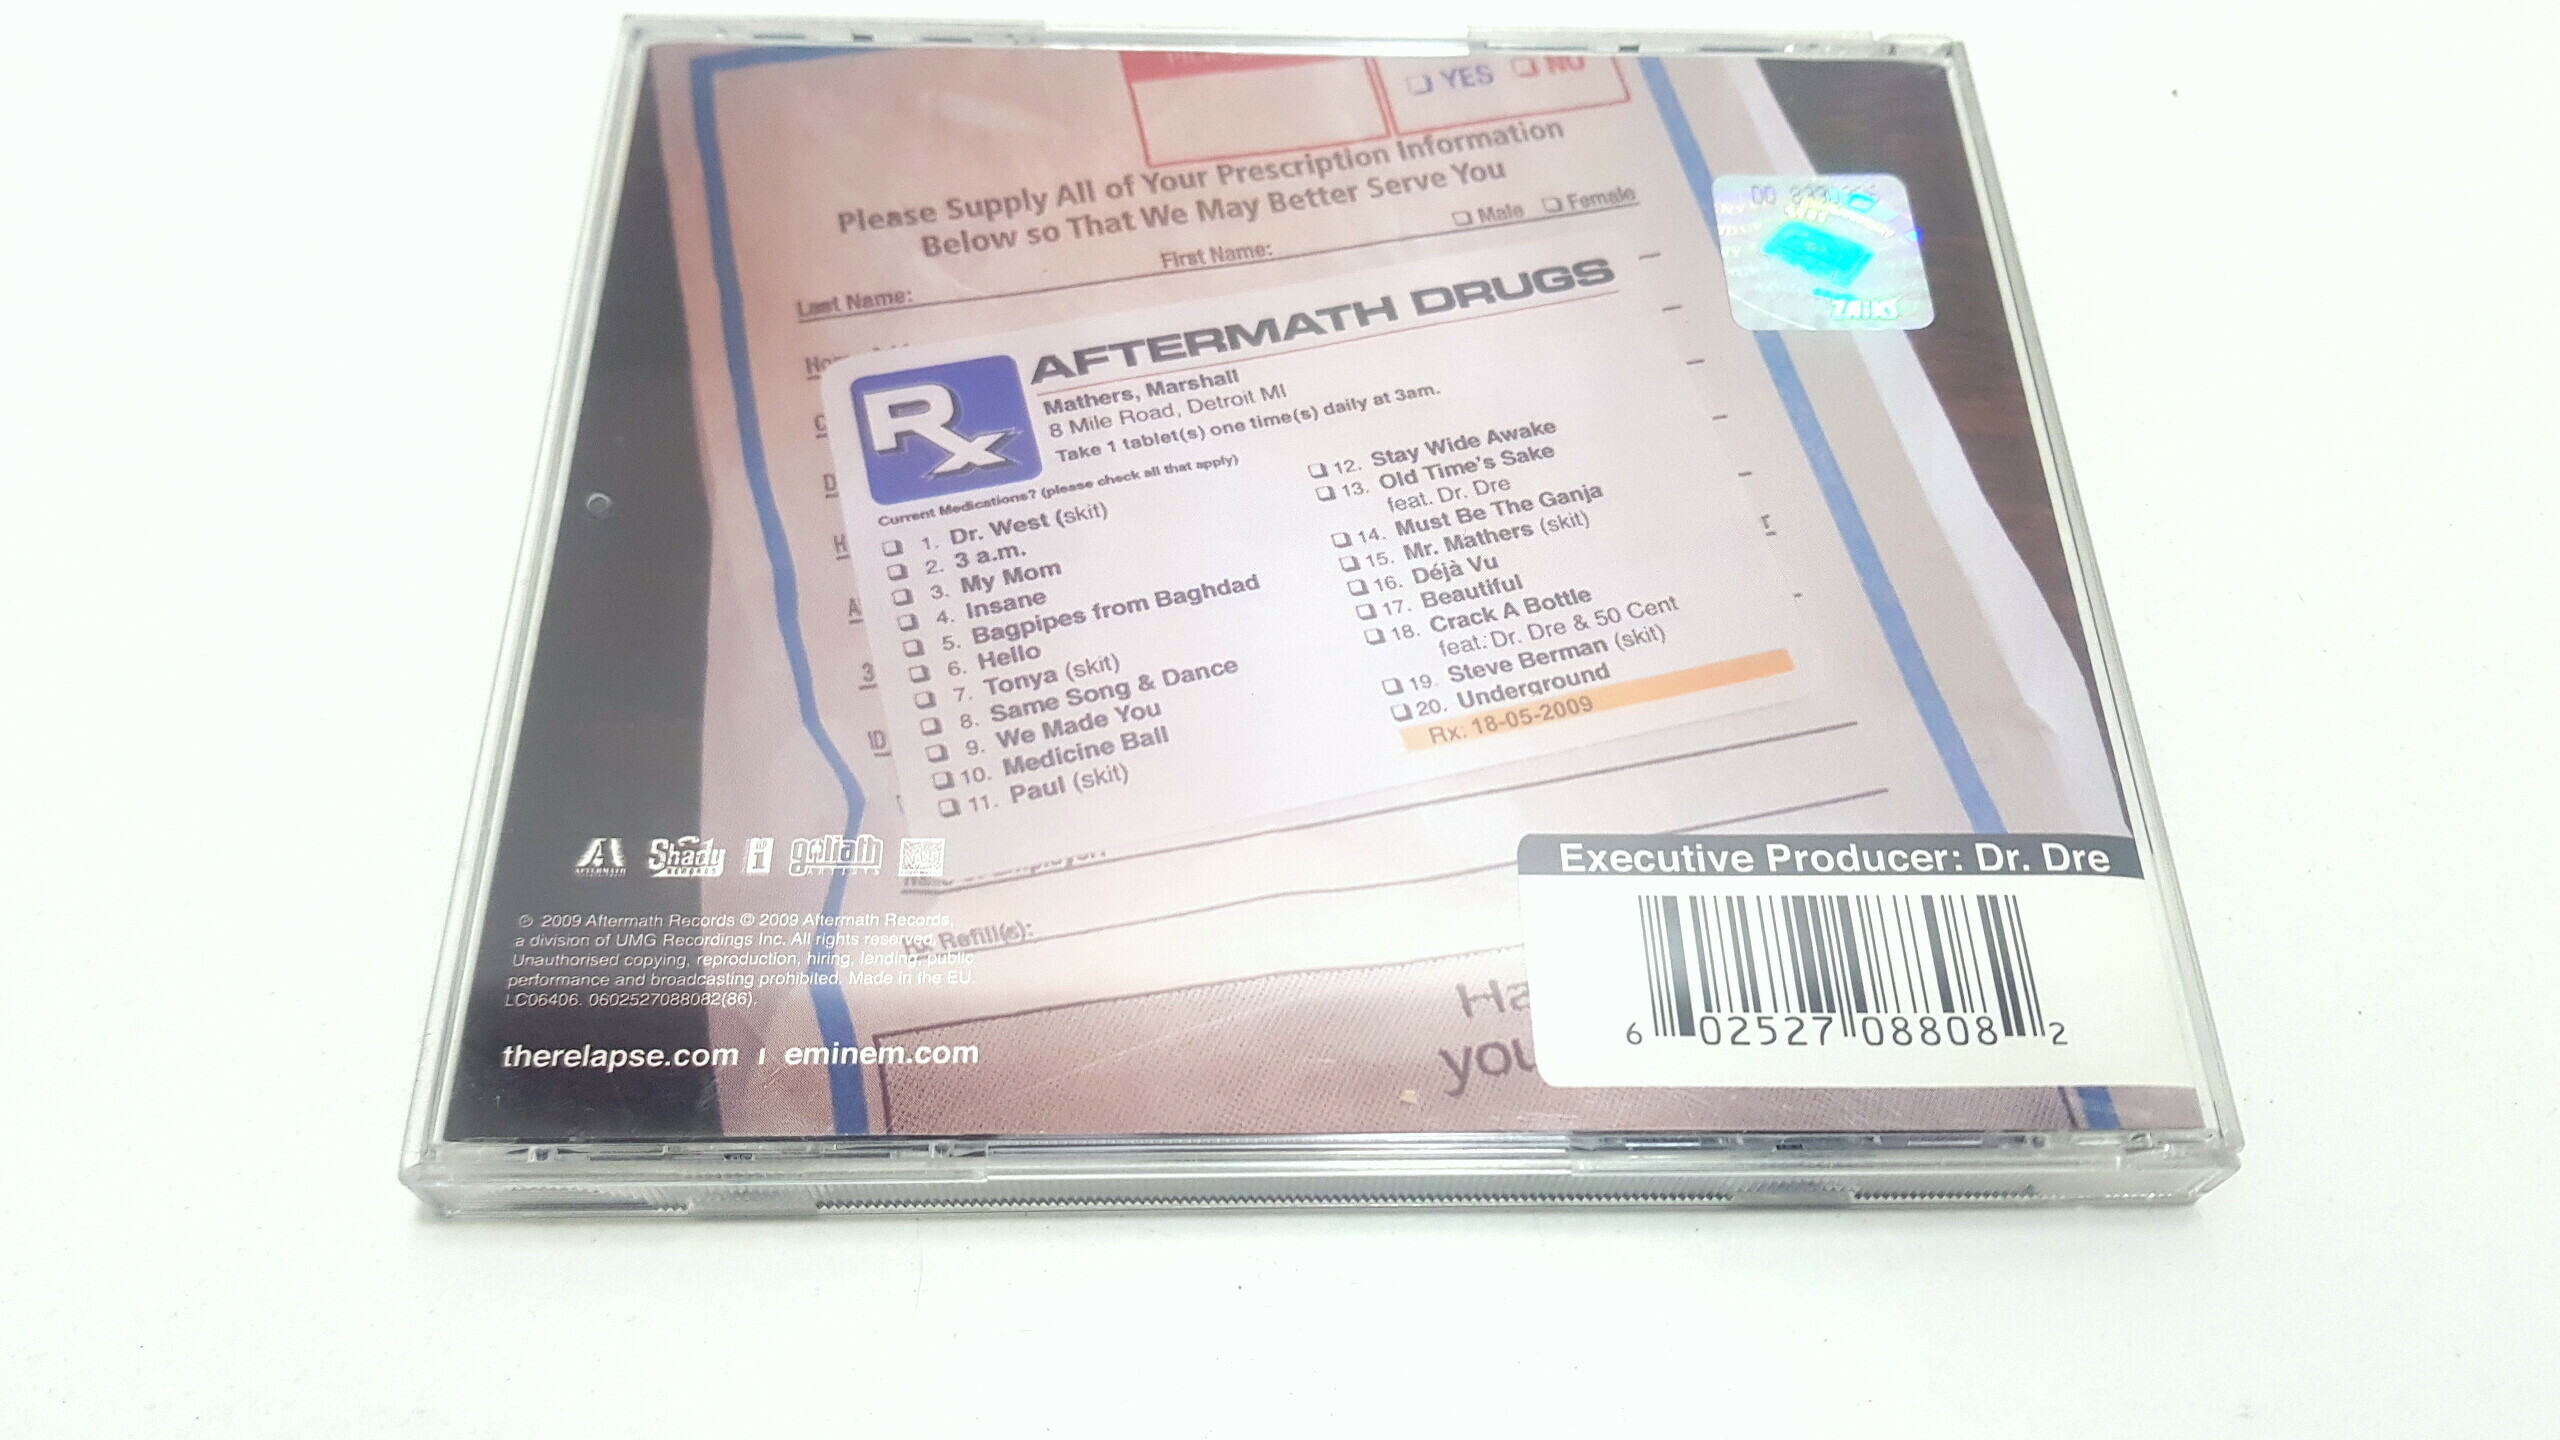 YES NO
Please Supply All of Your Prescription Information
Below so That We May Better Serve You
Male Female
Last Name: First Name:
AFTERMATH DRUGS
Rx
Mathers, Marshall
8 Mile Road, Detroit MI
Take 1 tablet(s) one time(s) daily at 3am.
Current Medications? (please check all that apply)
1. Dr. West (skit)
2. 3 a.m.
3. My Mom
4. Insane
5. Bagpipes from Baghdad
6. Hello
7. Tonya (skit)
8. Same Song & Dance
9. We Made You
10. Medicine Ball
11. Paul (skit)
12. Stay Wide Awake
13. Old Time's Sake
feat. Dr. Dre
14. Must Be The Ganja
15. Mr. Mathers (skit)
16. Déjà Vu
17. Beautiful
18. Crack A Bottle
feat. Dr. Dre & 50 Cent
19. Steve Berman (skit)
20. Underground
Rx: 18-05-2009
ZAiKS
AFTERMATH
Shady
RECORDS
goliath
ARTISTS
Rx Refill(s):
℗ 2009 Aftermath Records © 2009 Aftermath Records,
a division of UMG Recordings Inc. All rights reserved.
Unauthorised copying, reproduction, hiring, lending, public
performance and broadcasting prohibited. Made in the EU.
LC06406. 0602527088082(86).
therelapse.com | eminem.com
Ha
you
Executive Producer: Dr. Dre
6 02527 08808 2